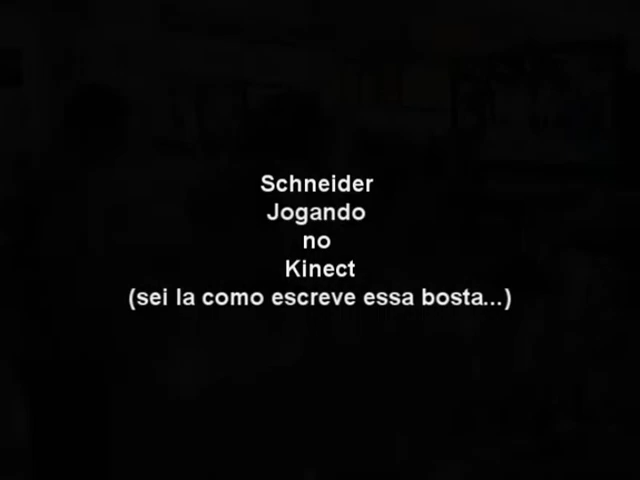 Schneider
Jogando
no
Kinect
(sei la como escreve essa bosta...)